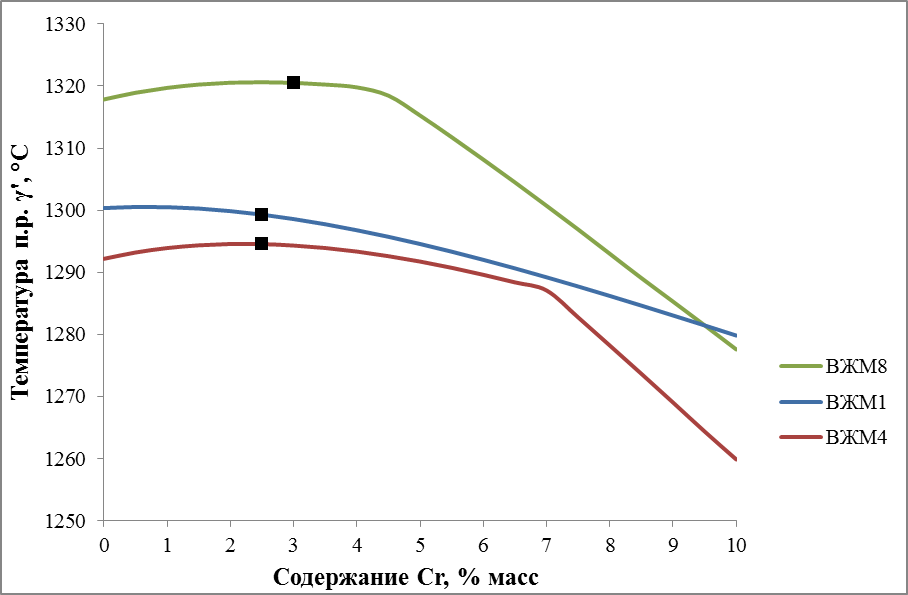 1330
1320
1310
1300
1290
1280
1270
1260
1250
Температура п.р. γ', °С
0 1 2 3 4 5 6 7 8 9 10
Содержание Cr, % масс
ВЖМ8
ВЖМ1
ВЖМ4